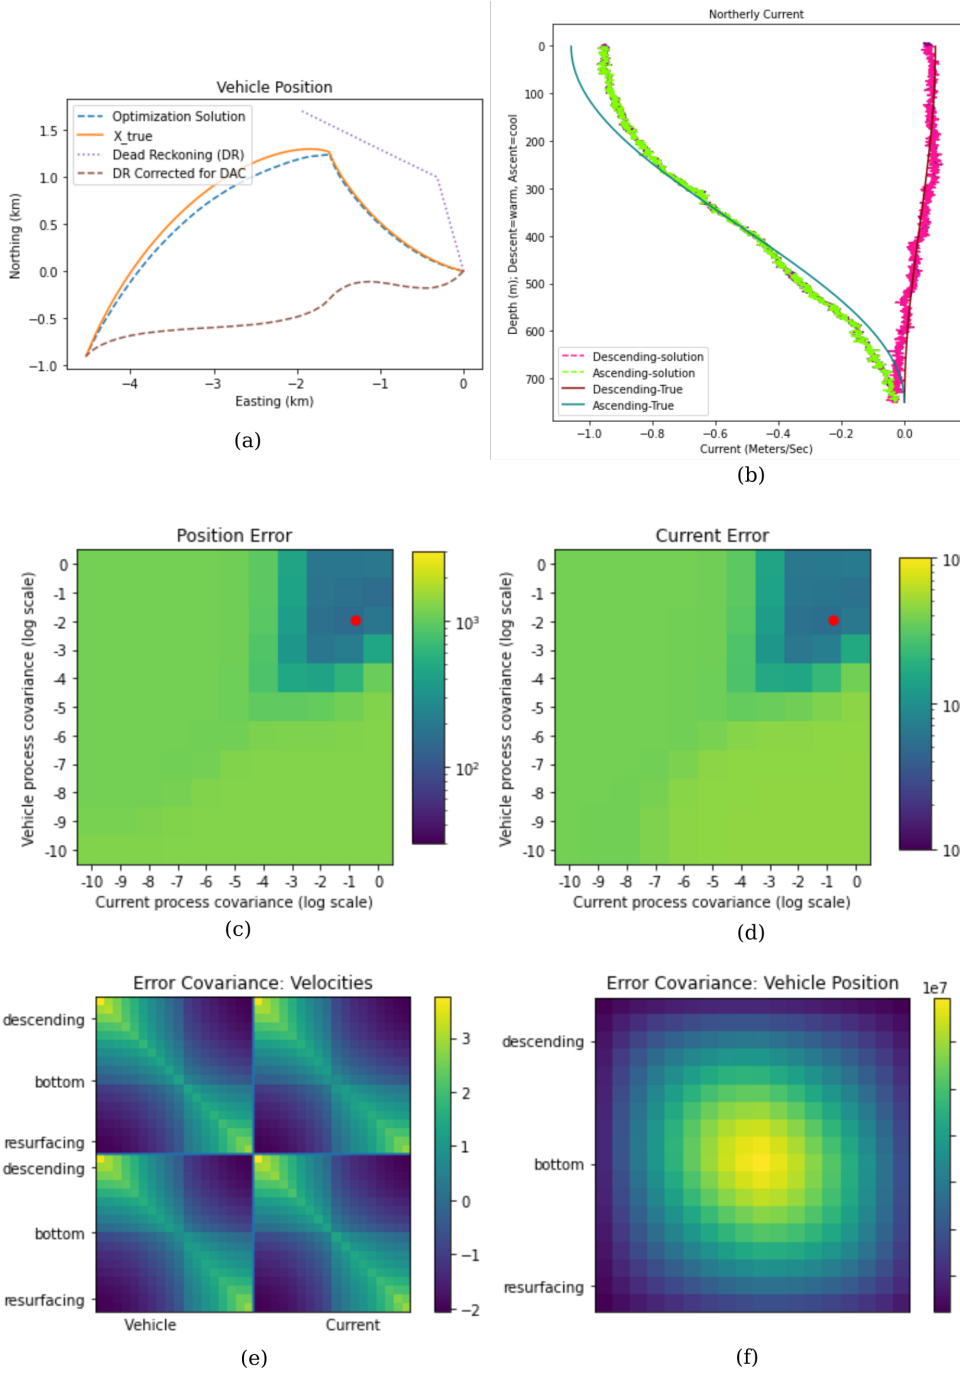 Vehicle Position
Optimization Solution
X_true
Dead Reckoning (DR)
DR Corrected for DAC
1.5
1.0
0.5
0.0
−0.5
−1.0
Northing (km)
−4 −3 −2 −1 0
Easting (km)
(a)
Northerly Current
0
100
200
300
400
500
600
700
Depth (m); Descent=warm, Ascent=cool
Descending-solution
Ascending-solution
Descending-True
Ascending-True
−1.0 −0.8 −0.6 −0.4 −0.2 0.0
Current (Meters/Sec)
(b)
Position Error
0
-1
-2
-3
-4
-5
-6
-7
-8
-9
-10
Vehicle process covariance (log scale)
-10 -9 -8 -7 -6 -5 -4 -3 -2 -1 0
Current process covariance (log scale)
10³
10²
(c)
Current Error
0
-1
-2
-3
-4
-5
-6
-7
-8
-9
-10
Vehicle process covariance (log scale)
-10 -9 -8 -7 -6 -5 -4 -3 -2 -1 0
Current process covariance (log scale)
(d)
Error Covariance: Velocities
descending
bottom
resurfacing
descending
bottom
resurfacing
Vehicle Current
3
2
1
0
−1
−2
(e)
Error Covariance: Vehicle Position
1e7
descending
bottom
resurfacing
(f)